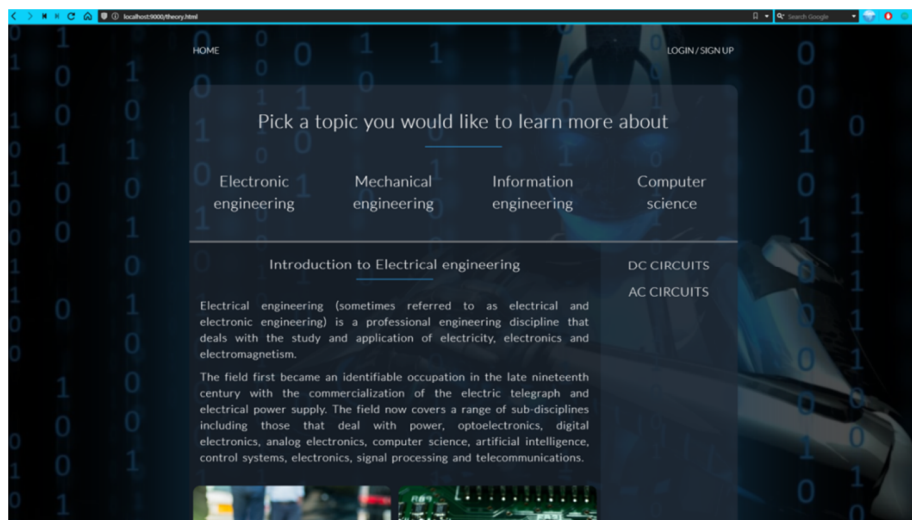 localhost:9000/theory.html
Search Google
HOME
LOGIN / SIGN UP
Pick a topic you would like to learn more about
Electronic
engineering
Mechanical
engineering
Information
engineering
Computer
science
Introduction to Electrical engineering
Electrical engineering (sometimes referred to as electrical and
electronic engineering) is a professional engineering discipline that
deals with the study and application of electricity, electronics and
electromagnetism.
The field first became an identifiable occupation in the late nineteenth
century with the commercialization of the electric telegraph and
electrical power supply. The field now covers a range of sub-disciplines
including those that deal with power, optoelectronics, digital
electronics, analog electronics, computer science, artificial intelligence,
control systems, electronics, signal processing and telecommunications.
DC CIRCUITS
AC CIRCUITS